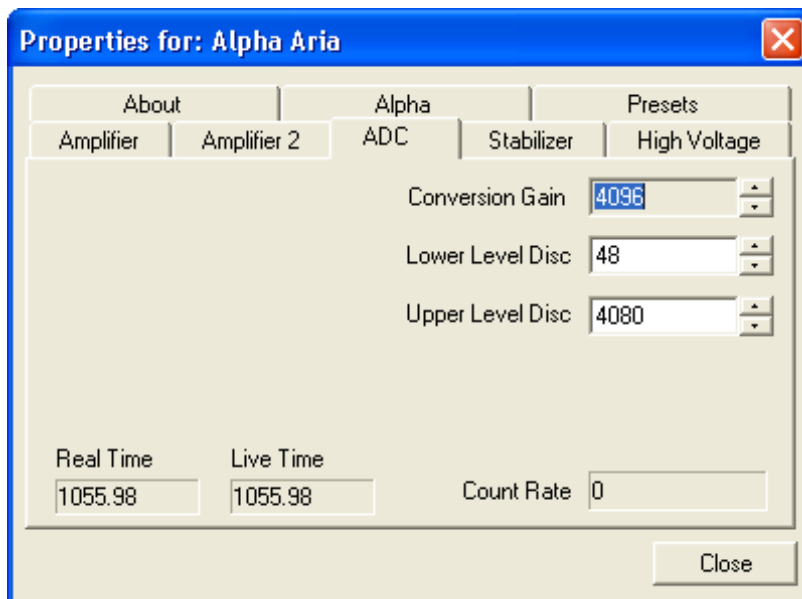 Properties for: Alpha Aria
About Alpha Presets
Amplifier Amplifier 2 ADC Stabilizer High Voltage
Conversion Gain 4096
Lower Level Disc 48
Upper Level Disc 4080
Real Time Live Time
1055.98 1055.98 Count Rate 0
Close